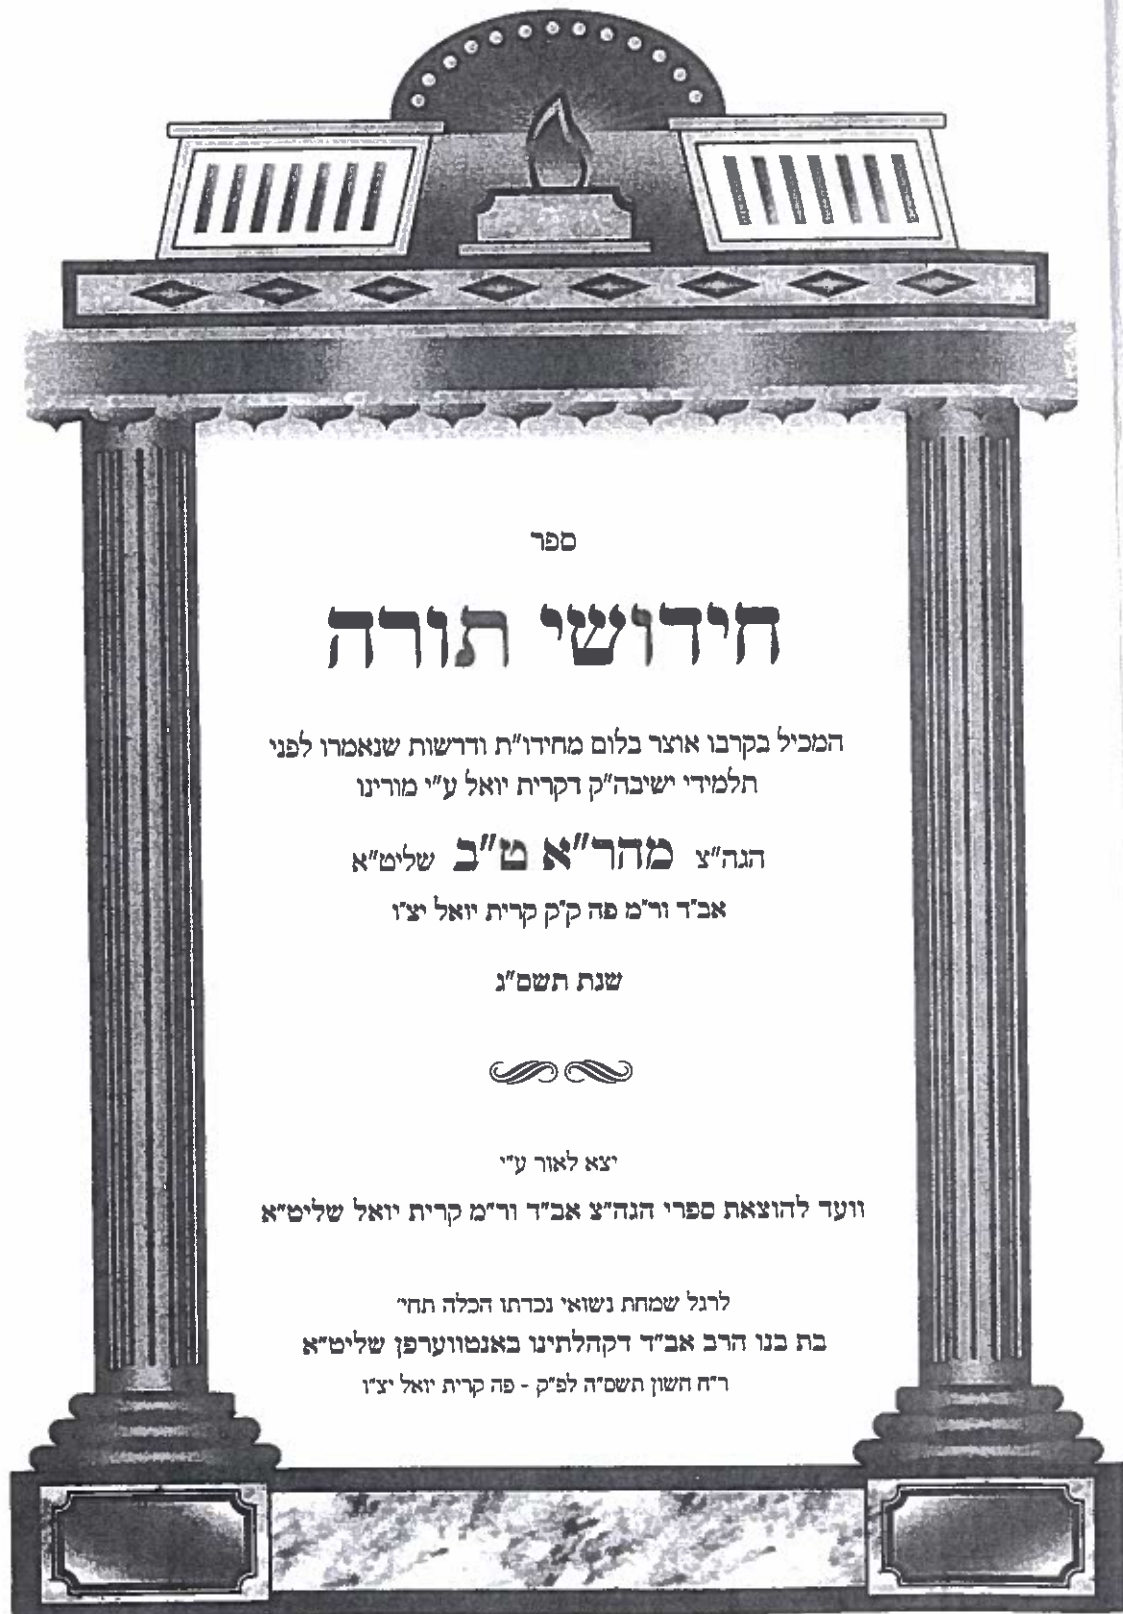 ספר
חידושי תורה
המכיל בקרבו אוצר בלום מחידו"ת ודרשות שנאמרו לפני
תלמידי ישיבה"ק דקרית יואל ע"י מורינו
הגה"צ מהר"א ט"ב שליט"א
אב"ד ור"מ פה ק"ק קרית יואל יצ"ו
שנת תשס"ג
יצא לאור ע"י
וועד להוצאת ספרי הגה"צ אב"ד ור"מ קרית יואל שליט"א
לרגל שמחת נשואי נכדתו הכלה תחי'
בת בנו הרב אב"ד דקהלתינו באנטווערפן שליט"א
ר"ח חשון תשס"ה לפ"ק - פה קרית יואל יצ"ו